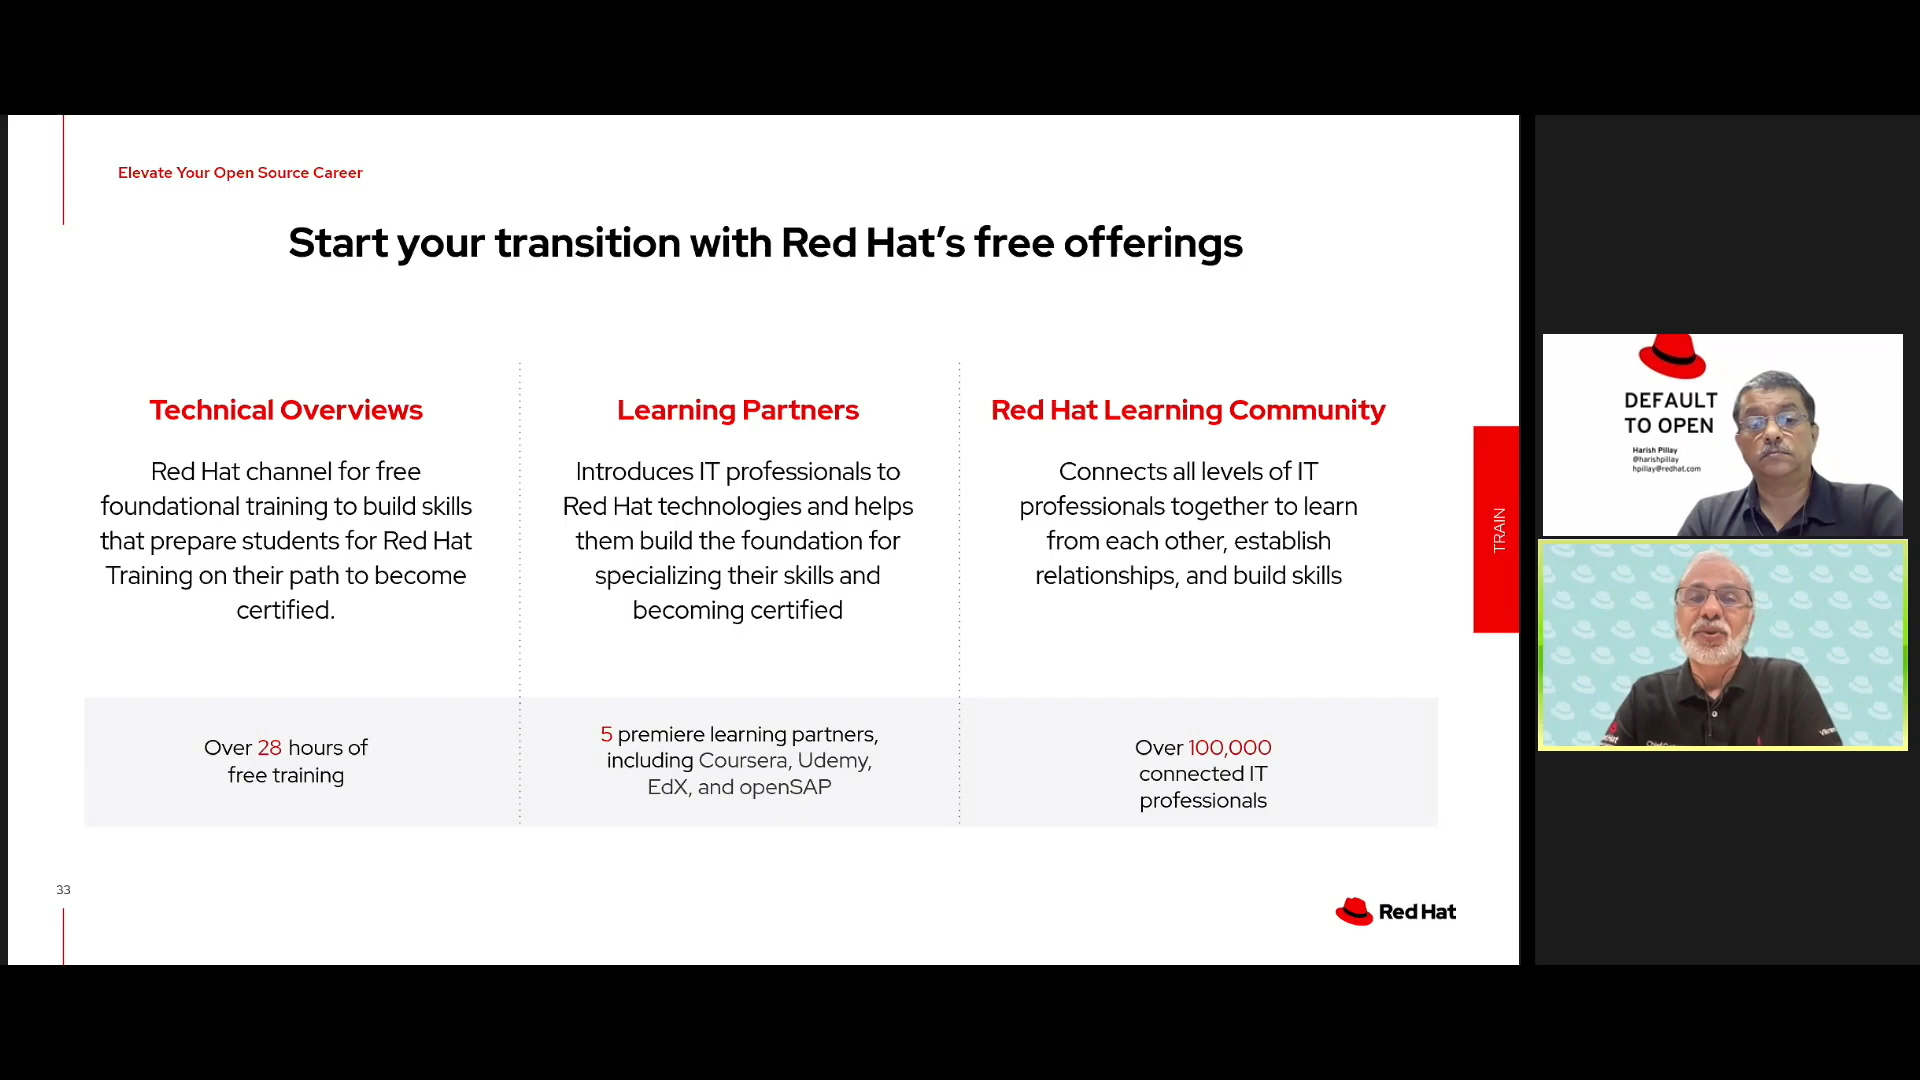 Elevate Your Open Source Career
Start your transition with Red Hat’s free offerings
Technical Overviews
Red Hat channel for free
foundational training to build skills
that prepare students for Red Hat
Training on their path to become
certified.
Over 28 hours of
free training
Learning Partners
Introduces IT professionals to
Red Hat technologies and helps
them build the foundation for
specializing their skills and
becoming certified
5 premiere learning partners,
including Coursera, Udemy,
EdX, and openSAP
Red Hat Learning Community
Connects all levels of IT
professionals together to learn
from each other, establish
relationships, and build skills
Over 100,000
connected IT
professionals
TRAIN
33
Red Hat
DEFAULT
TO OPEN
Harish Pillay
@harishpillay
hpillay@redhat.com